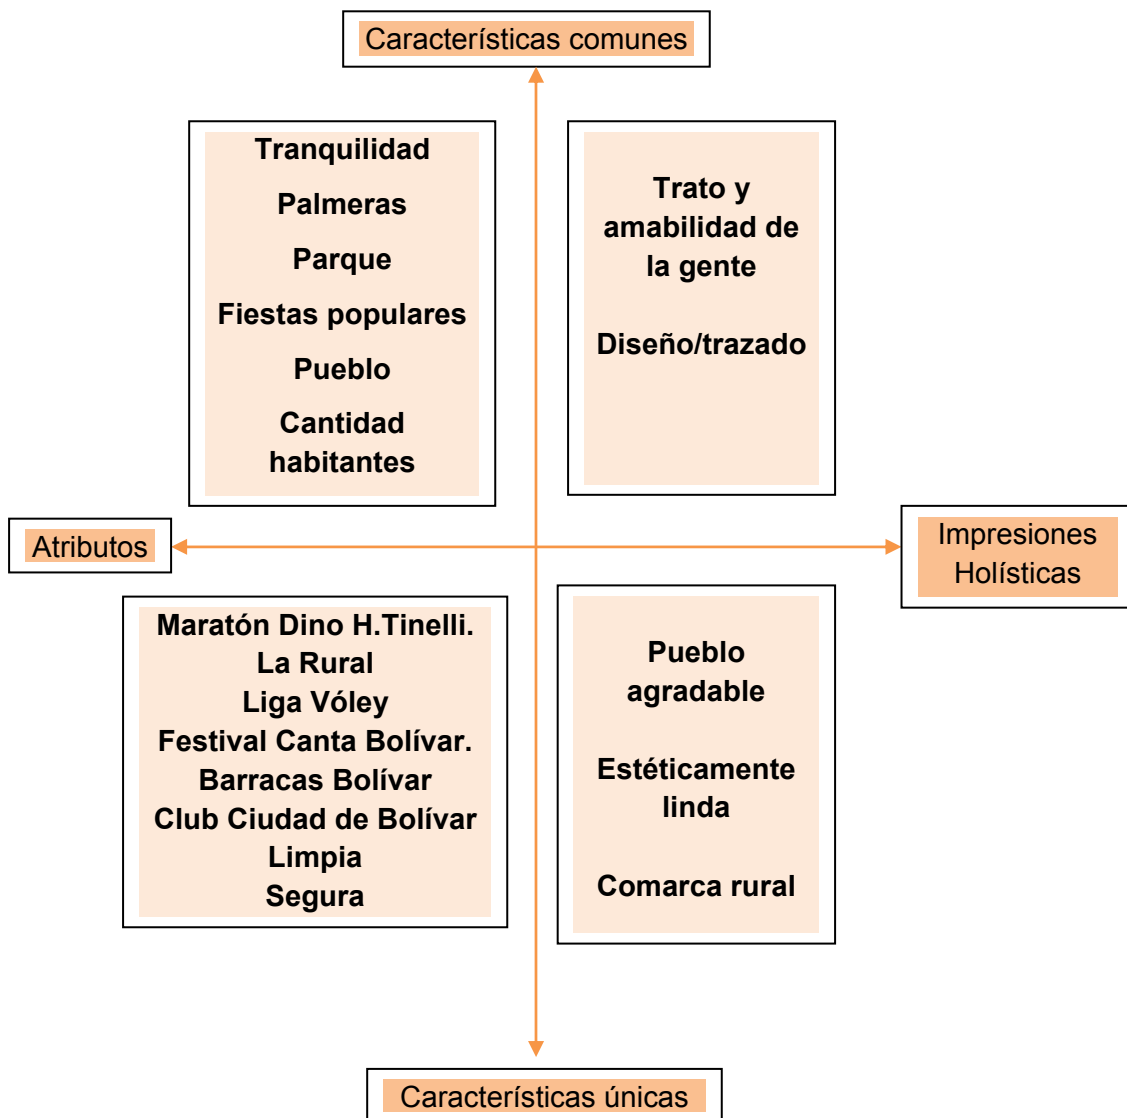 Características comunes
Tranquilidad
Palmeras
Parque
Fiestas populares
Pueblo
Cantidad
habitantes
Trato y
amabilidad de
la gente
Diseño/trazado
Atributos
Impresiones
Holísticas
Maratón Dino H.Tinelli.
La Rural
Liga Vóley
Festival Canta Bolívar.
Barracas Bolívar
Club Ciudad de Bolívar
Limpia
Segura
Pueblo
agradable
Estéticamente
linda
Comarca rural
Características únicas